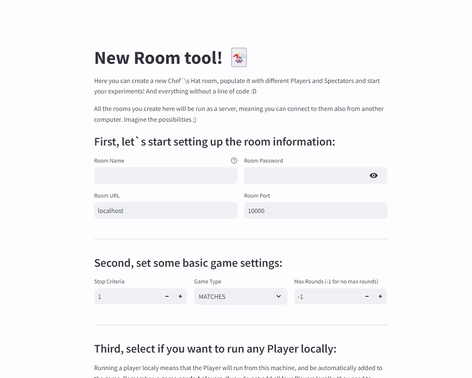 New Room tool! 🃏
Here you can create a new Chef`\s Hat room, populate it with different Players and Spectators and start
your experiments! And everything without a line of code :D
All the rooms you create here will be run as a server, meaning you can connect to them also from another
computer. Imagine the possibilities ;)
First, let`s start setting up the room information:
Room Name
Room Password
Room URL
Room Port
localhost
10000
Second, set some basic game settings:
Stop Criteria
Game Type
Max Rounds (-1 for no max rounds)
1 − +
MATCHES
-1 − +
Third, select if you want to run any Player locally:
Running a player localy means that the Player will run from this machine, and be automatically added to